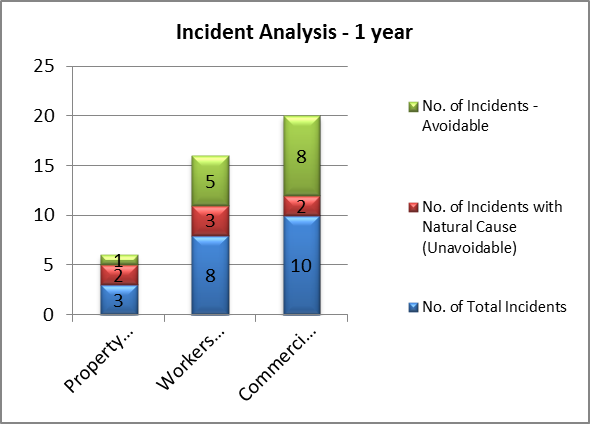 Incident Analysis - 1 year
25
20
15
10
5
0
1
2
3
5
3
8
8
2
10
Property...
Workers...
Commerci...
No. of Incidents -
Avoidable
No. of Incidents with
Natural Cause
(Unavoidable)
No. of Total Incidents